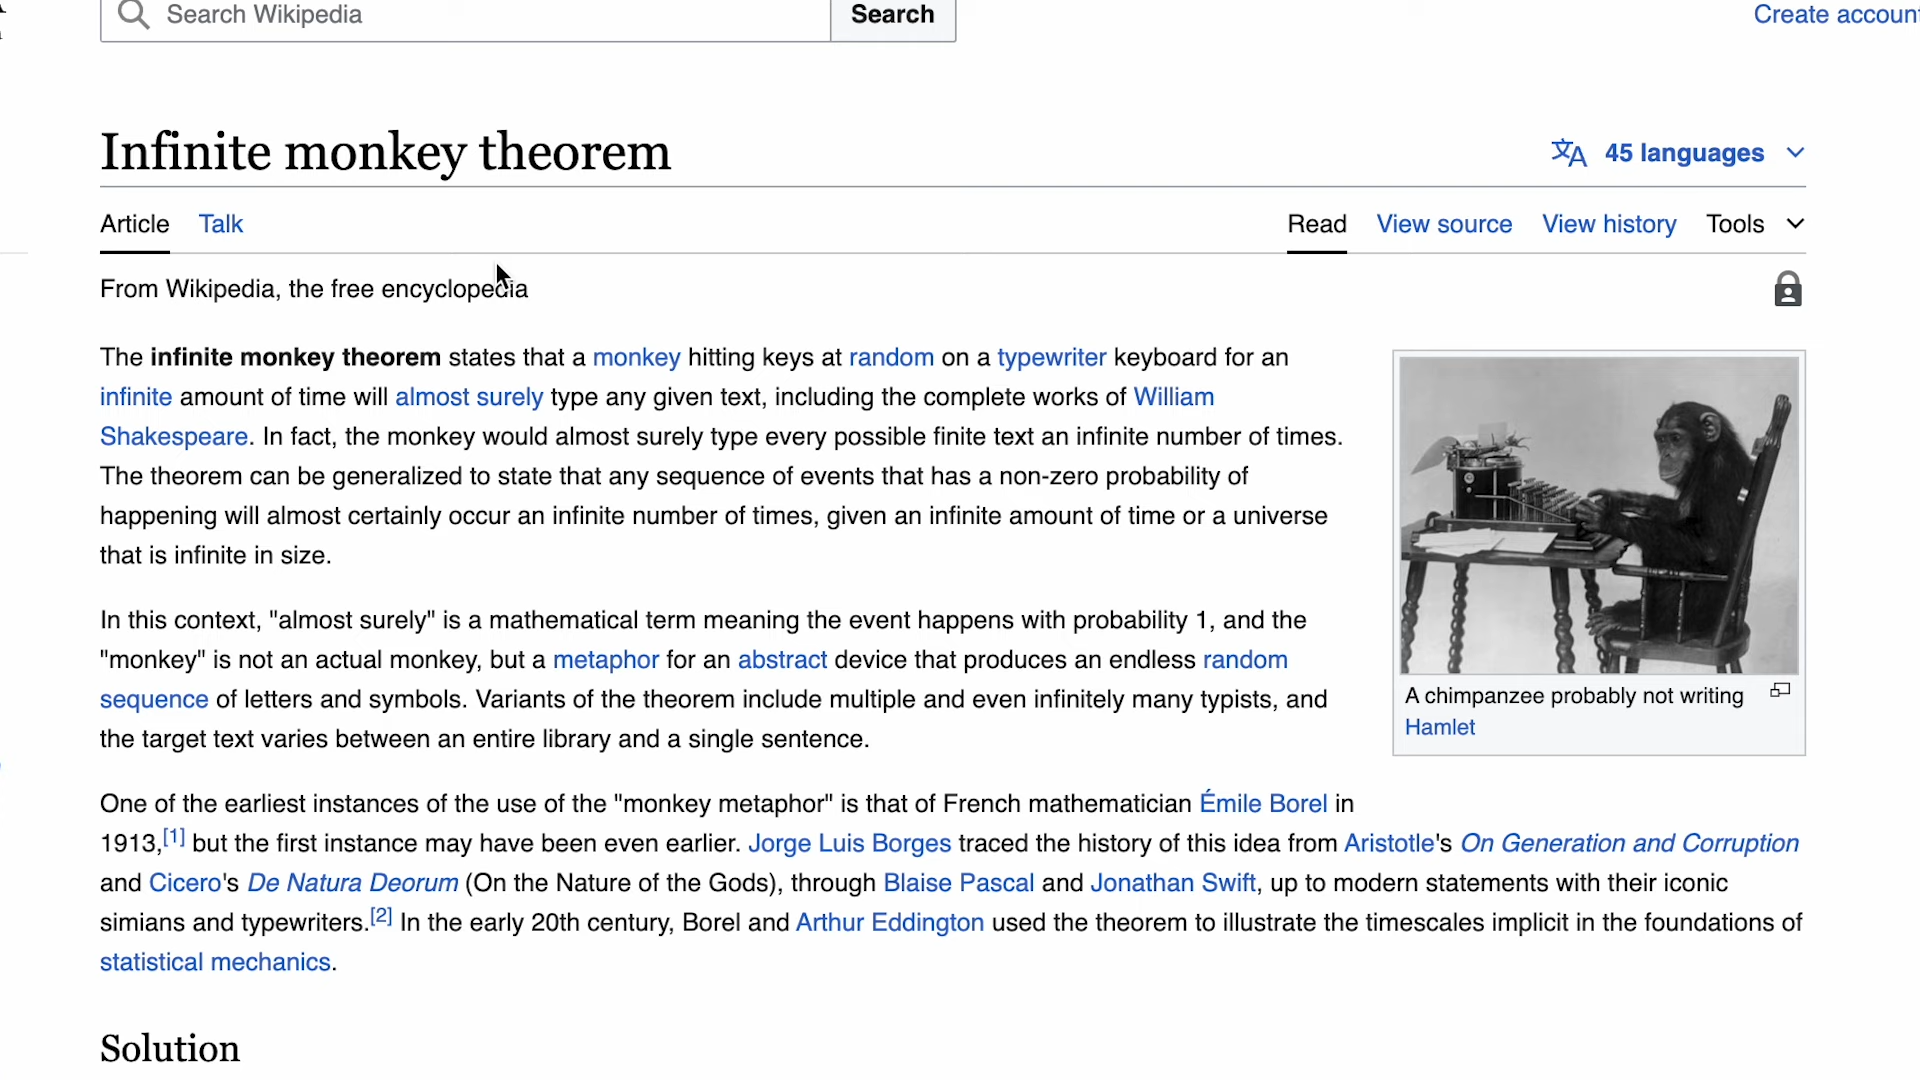 Search Wikipedia
Search
Create accoun
Infinite monkey theorem
45 languages
Article Talk
Read View source View history Tools
From Wikipedia, the free encyclopedia
The infinite monkey theorem states that a monkey hitting keys at random on a typewriter keyboard for an
infinite amount of time will almost surely type any given text, including the complete works of William
Shakespeare. In fact, the monkey would almost surely type every possible finite text an infinite number of times.
The theorem can be generalized to state that any sequence of events that has a non-zero probability of
happening will almost certainly occur an infinite number of times, given an infinite amount of time or a universe
that is infinite in size.
In this context, "almost surely" is a mathematical term meaning the event happens with probability 1, and the
"monkey" is not an actual monkey, but a metaphor for an abstract device that produces an endless random
sequence of letters and symbols. Variants of the theorem include multiple and even infinitely many typists, and
the target text varies between an entire library and a single sentence.
A chimpanzee probably not writing
Hamlet
One of the earliest instances of the use of the "monkey metaphor" is that of French mathematician Émile Borel in
1913,[1] but the first instance may have been even earlier. Jorge Luis Borges traced the history of this idea from Aristotle's On Generation and Corruption
and Cicero's De Natura Deorum (On the Nature of the Gods), through Blaise Pascal and Jonathan Swift, up to modern statements with their iconic
simians and typewriters.[2] In the early 20th century, Borel and Arthur Eddington used the theorem to illustrate the timescales implicit in the foundations of
statistical mechanics.
Solution